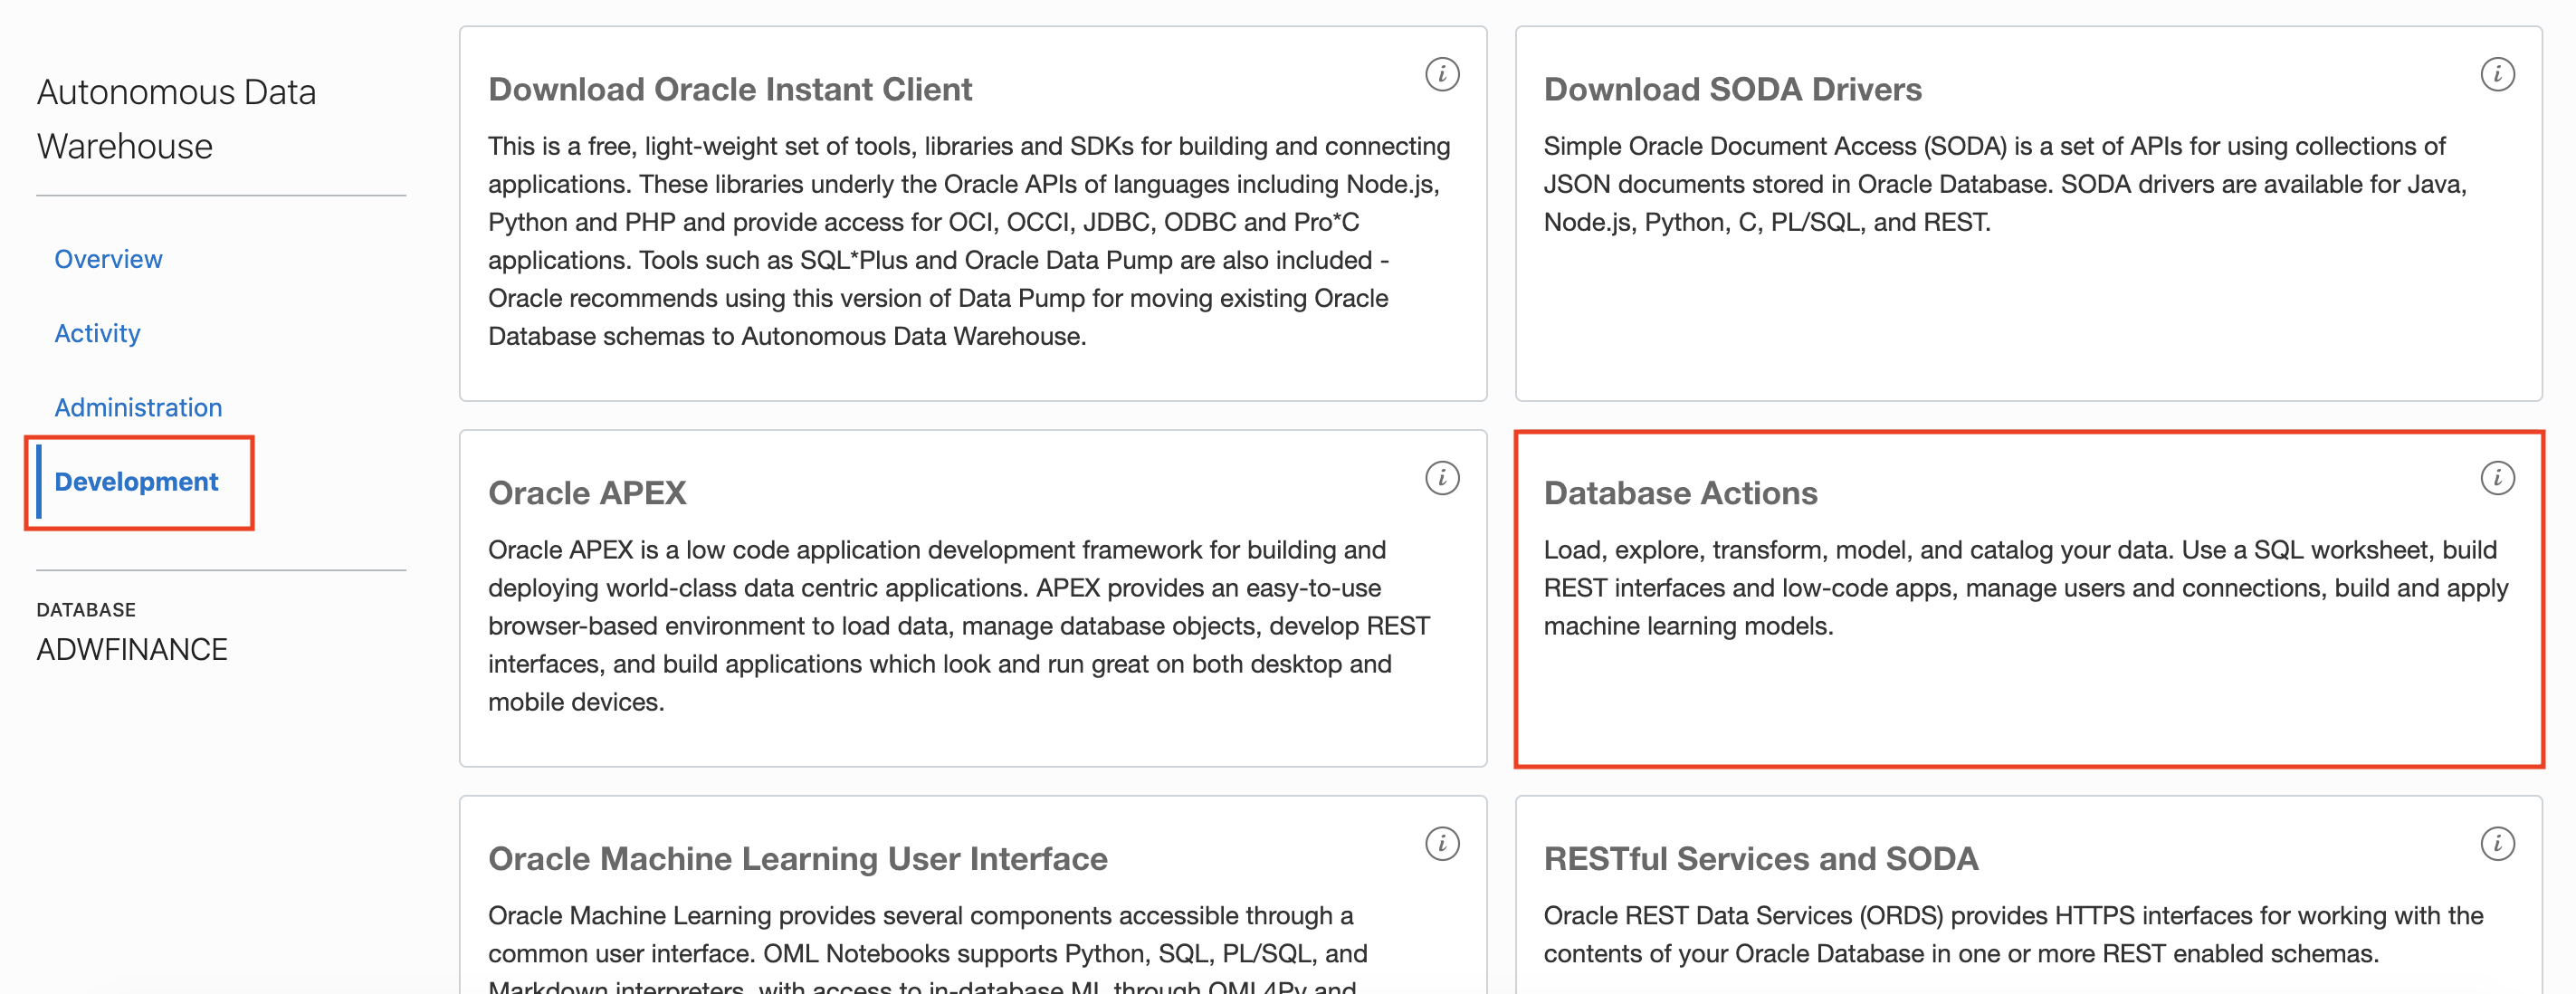 Autonomous Data
Warehouse
Overview
Activity
Administration
Development
DATABASE
ADWFINANCE
Download Oracle Instant Client
This is a free, light-weight set of tools, libraries and SDKs for building and connecting
applications. These libraries underly the Oracle APIs of languages including Node.js,
Python and PHP and provide access for OCI, OCCI, JDBC, ODBC and Pro*C
applications. Tools such as SQL*Plus and Oracle Data Pump are also included -
Oracle recommends using this version of Data Pump for moving existing Oracle
Database schemas to Autonomous Data Warehouse.
Download SODA Drivers
Simple Oracle Document Access (SODA) is a set of APIs for using collections of
JSON documents stored in Oracle Database. SODA drivers are available for Java,
Node.js, Python, C, PL/SQL, and REST.
Oracle APEX
Oracle APEX is a low code application development framework for building and
deploying world-class data centric applications. APEX provides an easy-to-use
browser-based environment to load data, manage database objects, develop REST
interfaces, and build applications which look and run great on both desktop and
mobile devices.
Database Actions
Load, explore, transform, model, and catalog your data. Use a SQL worksheet, build
REST interfaces and low-code apps, manage users and connections, build and apply
machine learning models.
Oracle Machine Learning User Interface
Oracle Machine Learning provides several components accessible through a
common user interface. OML Notebooks supports Python, SQL, PL/SQL, and
Markdown interpreters, with access to in-database ML through OML4Py and
RESTful Services and SODA
Oracle REST Data Services (ORDS) provides HTTPS interfaces for working with the
contents of your Oracle Database in one or more REST enabled schemas.